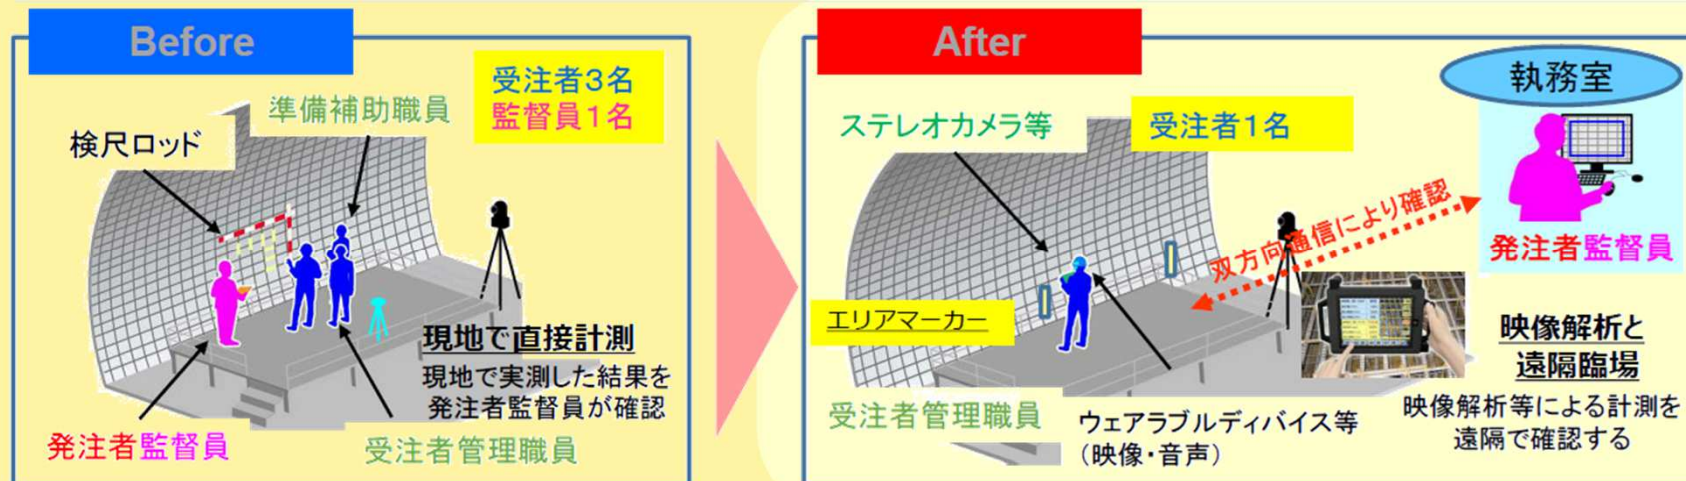 Before
受注者3名
監督員1名
準備補助職員
検尺ロッド
現地で直接計測
現地で実測した結果を
発注者監督員が確認
発注者監督員
受注者管理職員
After
執務室
ステレオカメラ等
受注者1名
双方向通信により確認
発注者監督員
エリアマーカー
映像解析と
遠隔臨場
受注者管理職員
ウェアラブルディバイス等
(映像・音声)
映像解析等による計測を
遠隔で確認する